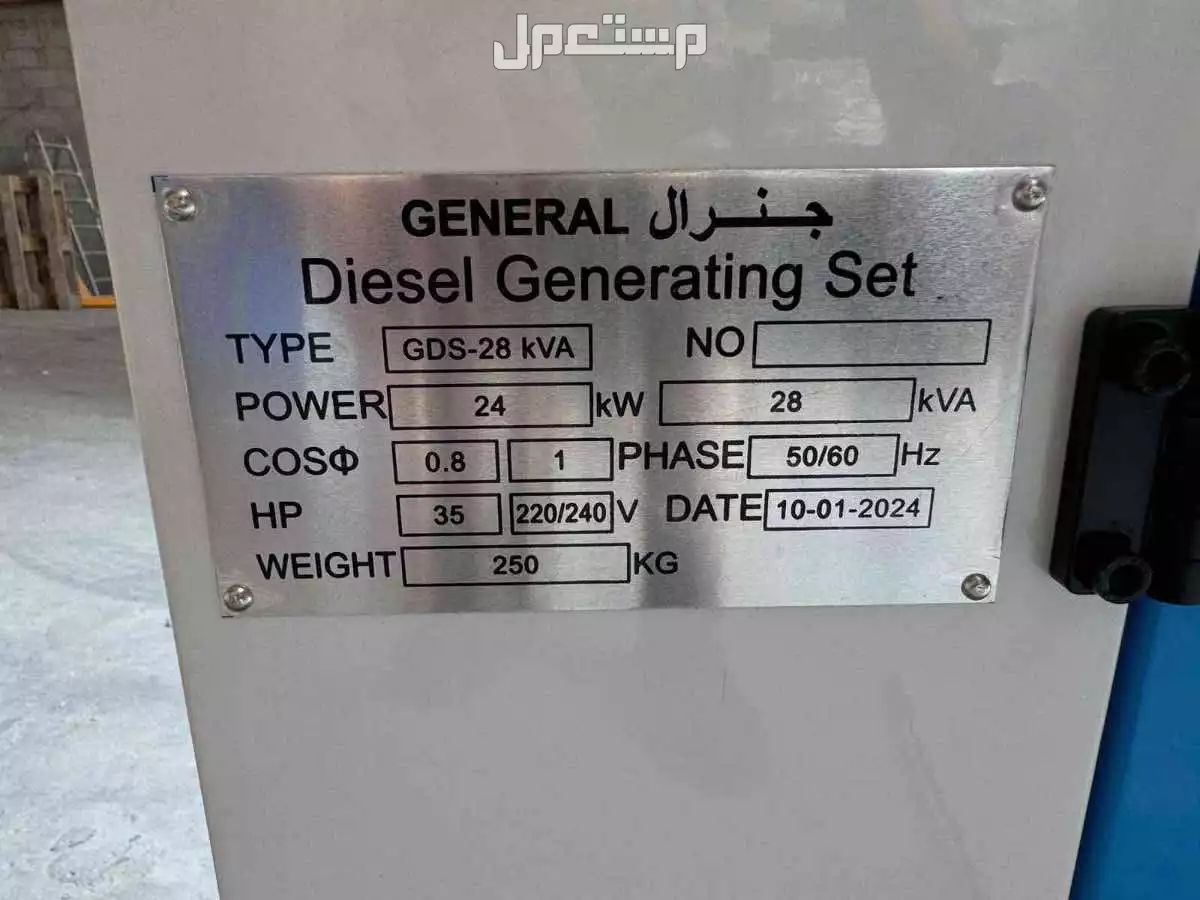 مستعمل
GENERAL جنرال
Diesel Generating Set
TYPE GDS-28 kVA NO
POWER 24 kW 28 kVA
COSΦ 0.8 1 PHASE 50/60 Hz
HP 35 220/240 V DATE 10-01-2024
WEIGHT 250 KG